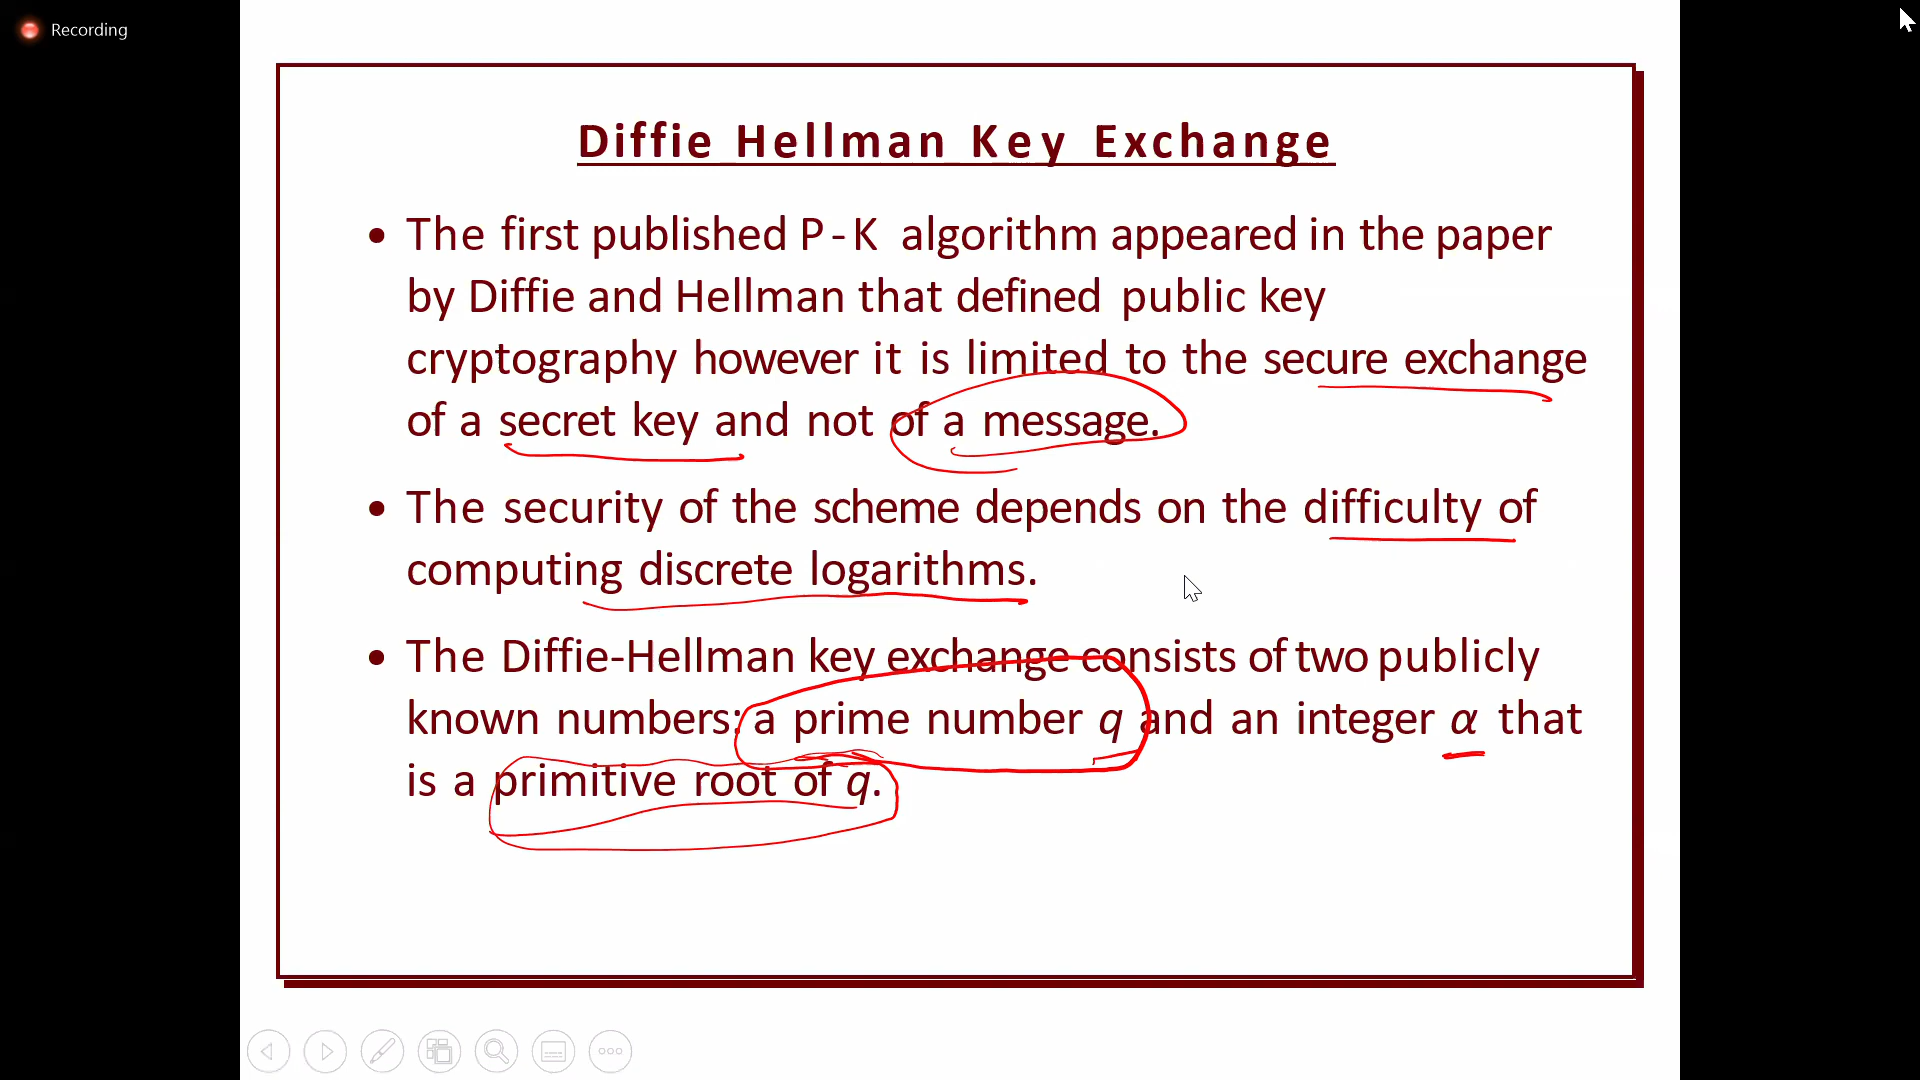 Recording
Diffie Hellman Key Exchange
• The first published P-K algorithm appeared in the paper
by Diffie and Hellman that defined public key
cryptography however it is limited to the secure exchange
of a secret key and not of a message.
• The security of the scheme depends on the difficulty of
computing discrete logarithms.
• The Diffie-Hellman key exchange consists of two publicly
known numbers: a prime number q and an integer α that
is a primitive root of q.